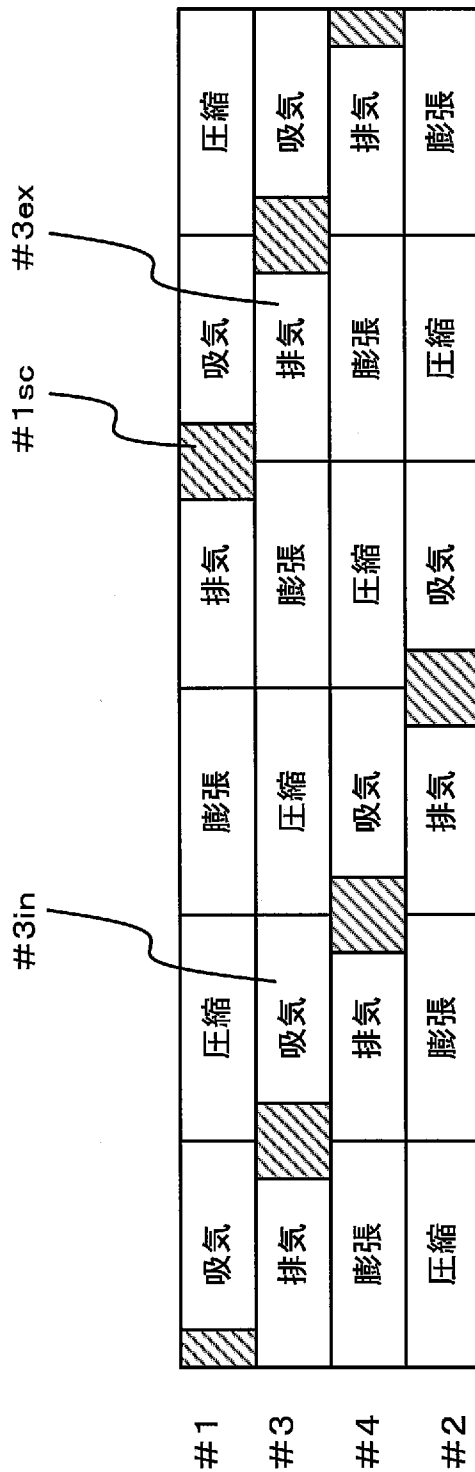 #3in
#1sc
#3ex
#1 吸気 圧縮 膨張 排気 吸気 圧縮
#3 排気 吸気 圧縮 膨張 排気 吸気
#4 膨張 排気 吸気 圧縮 膨張 排気
#2 圧縮 膨張 排気 吸気 圧縮 膨張